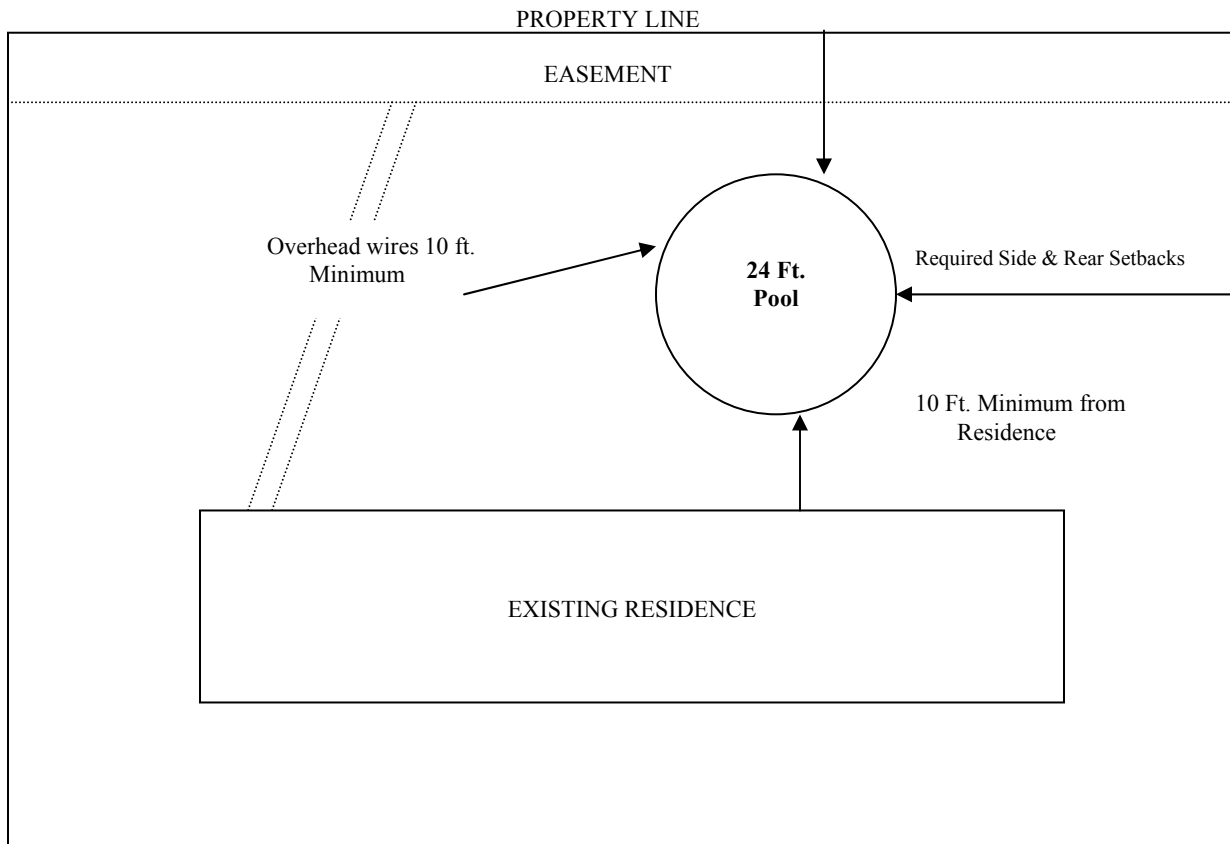 PROPERTY LINE
EASEMENT
Overhead wires 10 ft.
Minimum
24 Ft.
Pool
Required Side & Rear Setbacks
10 Ft. Minimum from
Residence
EXISTING RESIDENCE